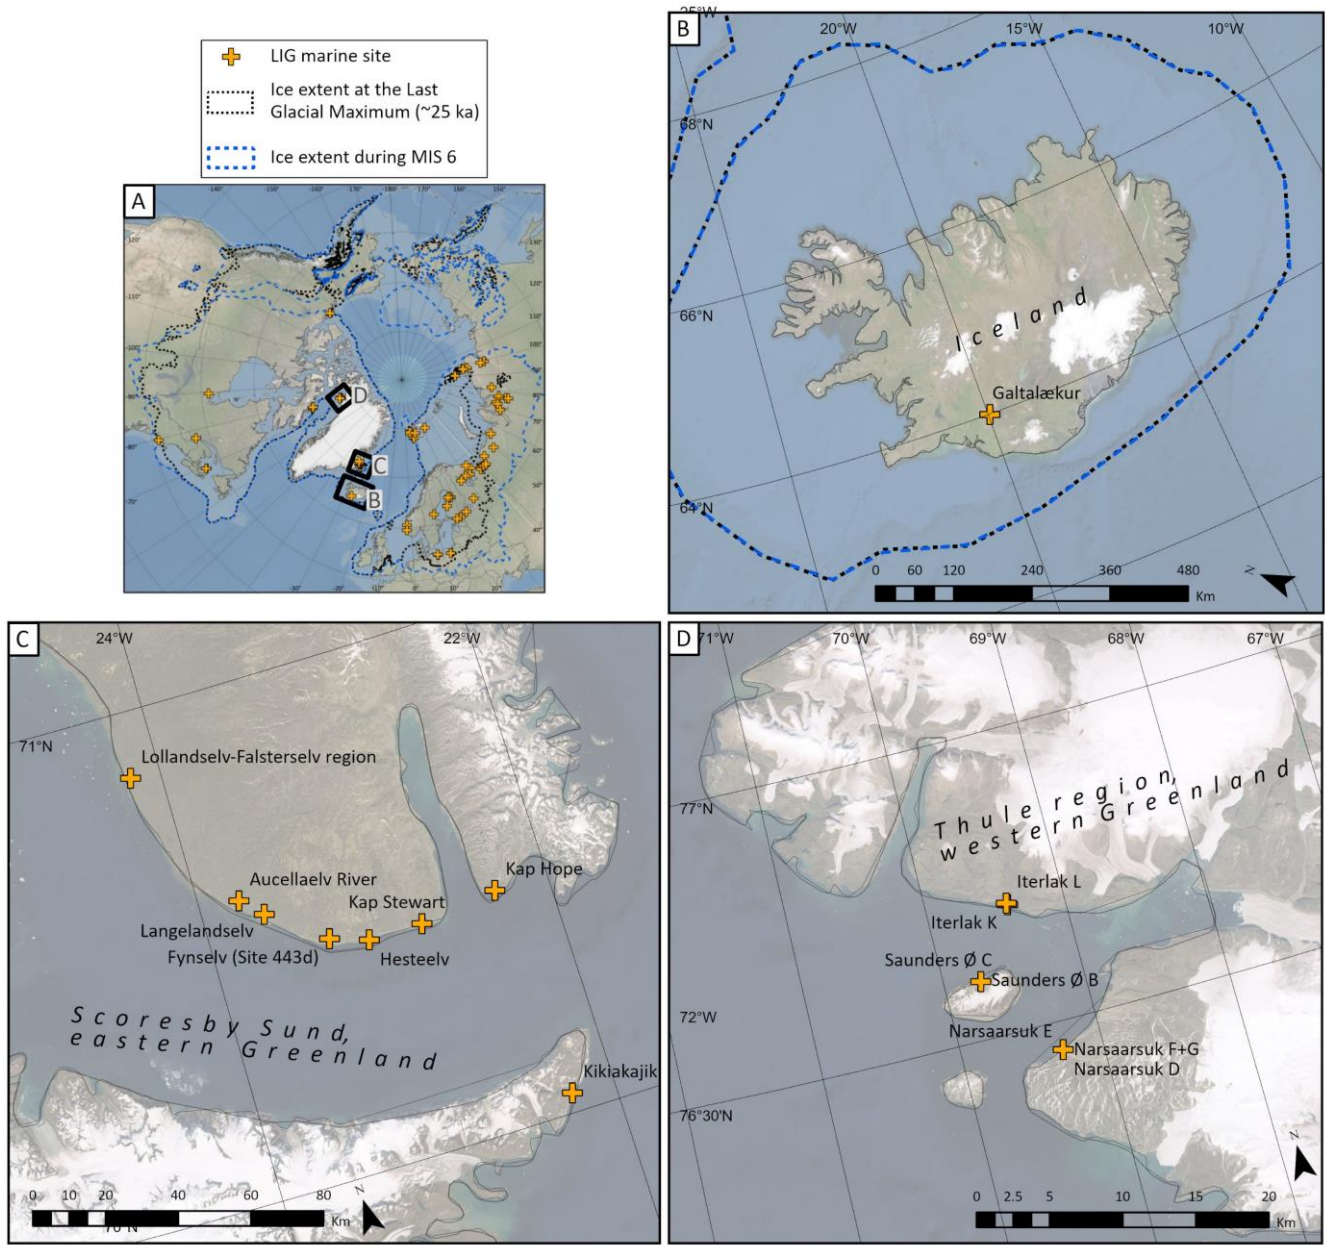 LIG marine site
Ice extent at the Last
Glacial Maximum (~25 ka)
Ice extent during MIS 6
A
D
C
B
B
25°W
20°W
15°W
10°W
68°N
66°N
64°N
Iceland
Galtalækur
0 60 120 240 360 480
Km
N
C
24°W
22°W
71°N
Lollandselv-Falsterselv region
Aucellaelv River
Kap Hope
Kap Stewart
Langelandselv
Fynselv (Site 443d)
Hesteelv
Scoresby Sund,
eastern Greenland
Kikiakajik
0 10 20 40 60 80
Km
70°N
N
D
71°W
70°W
69°W
68°W
67°W
77°N
Thule region,
western Greenland
Iterlak L
Iterlak K
Saunders Ø C
Saunders Ø B
72°W
Narsaarsuk E
Narsaarsuk F+G
Narsaarsuk D
76°30'N
0 2.5 5 10 15 20
Km
N